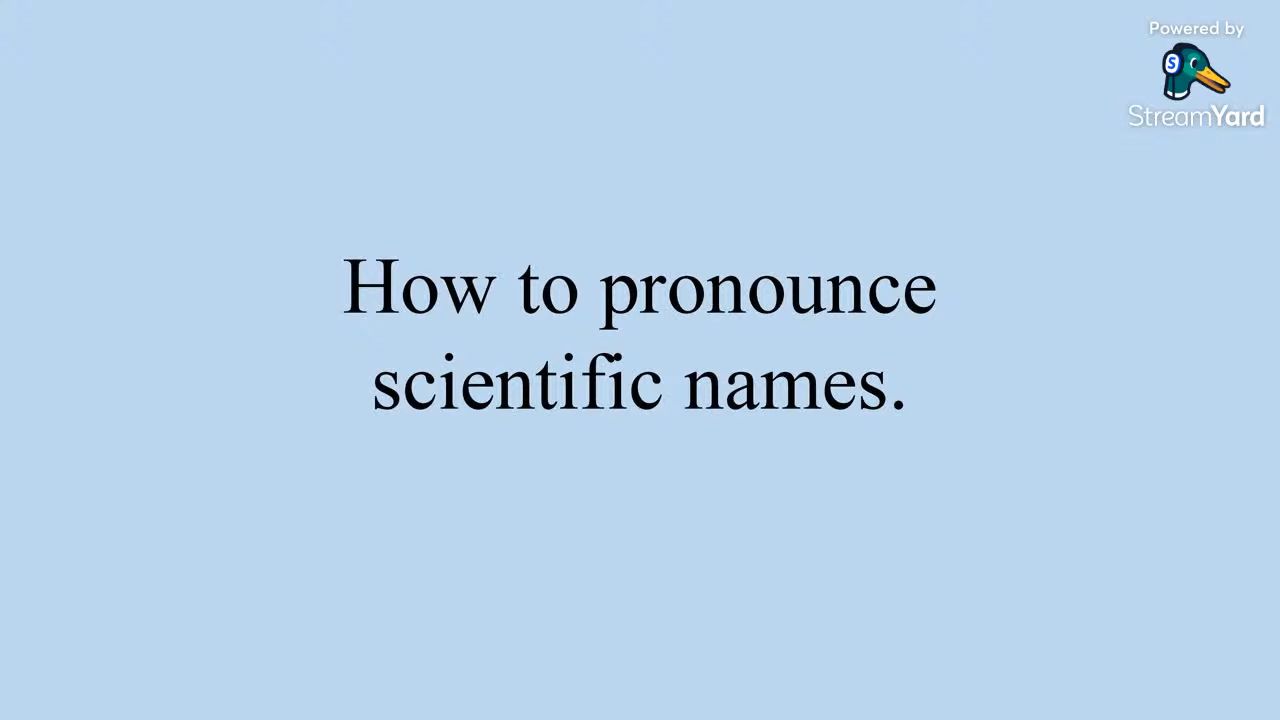 Powered by
S
StreamYard
How to pronounce
scientific names.